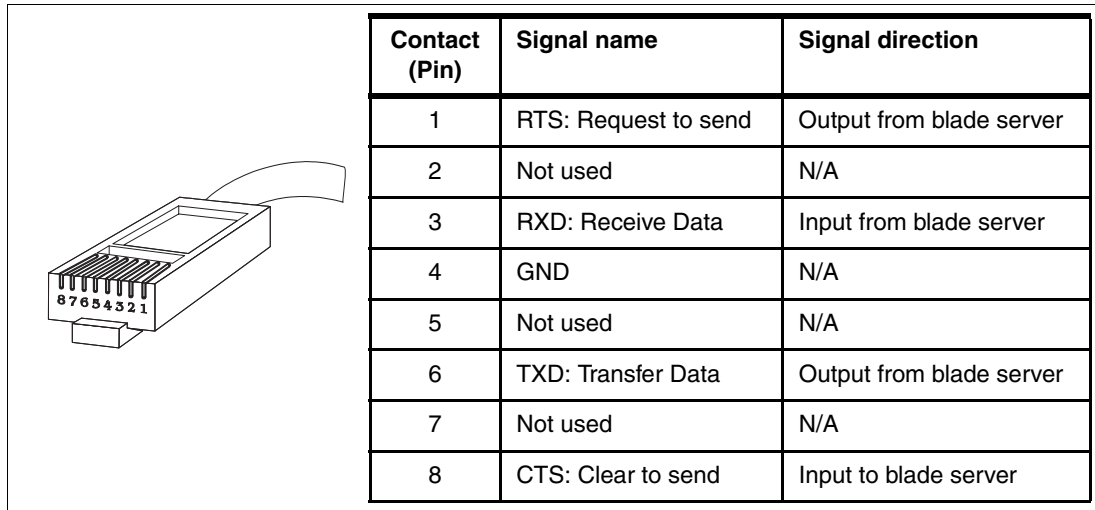 Contact Signal name Signal direction
(Pin)
1 RTS: Request to send Output from blade server
2 Not used N/A
3 RXD: Receive Data Input from blade server
4 GND N/A
5 Not used N/A
6 TXD: Transfer Data Output from blade server
7 Not used N/A
8 CTS: Clear to send Input to blade server
87654321